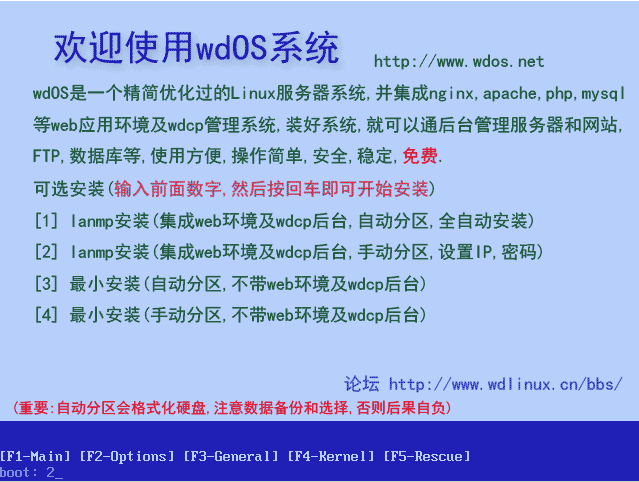 欢迎使用wdOS系统
http://www.wdos.net
wdOS是一个精简优化过的Linux服务器系统,并集成nginx,apache,php,mysql
等web应用环境及wdcp管理系统,装好系统,就可以通后台管理服务器和网站,
FTP,数据库等,使用方便,操作简单,安全,稳定,免费.
可选安装(输入前面数字,然后按回车即可开始安装)
[1] lanmp安装(集成web环境及wdcp后台,自动分区,全自动安装)
[2] lanmp安装(集成web环境及wdcp后台,手动分区,设置IP,密码)
[3] 最小安装(自动分区,不带web环境及wdcp后台)
[4] 最小安装(手动分区,不带web环境及wdcp后台)
论坛 http://www.wdlinux.cn/bbs/
(重要:自动分区会格式化硬盘,注意数据备份和选择,否则后果自负)
[F1-Main] [F2-Options] [F3-General] [F4-Kernel] [F5-Rescue]
boot: 2_